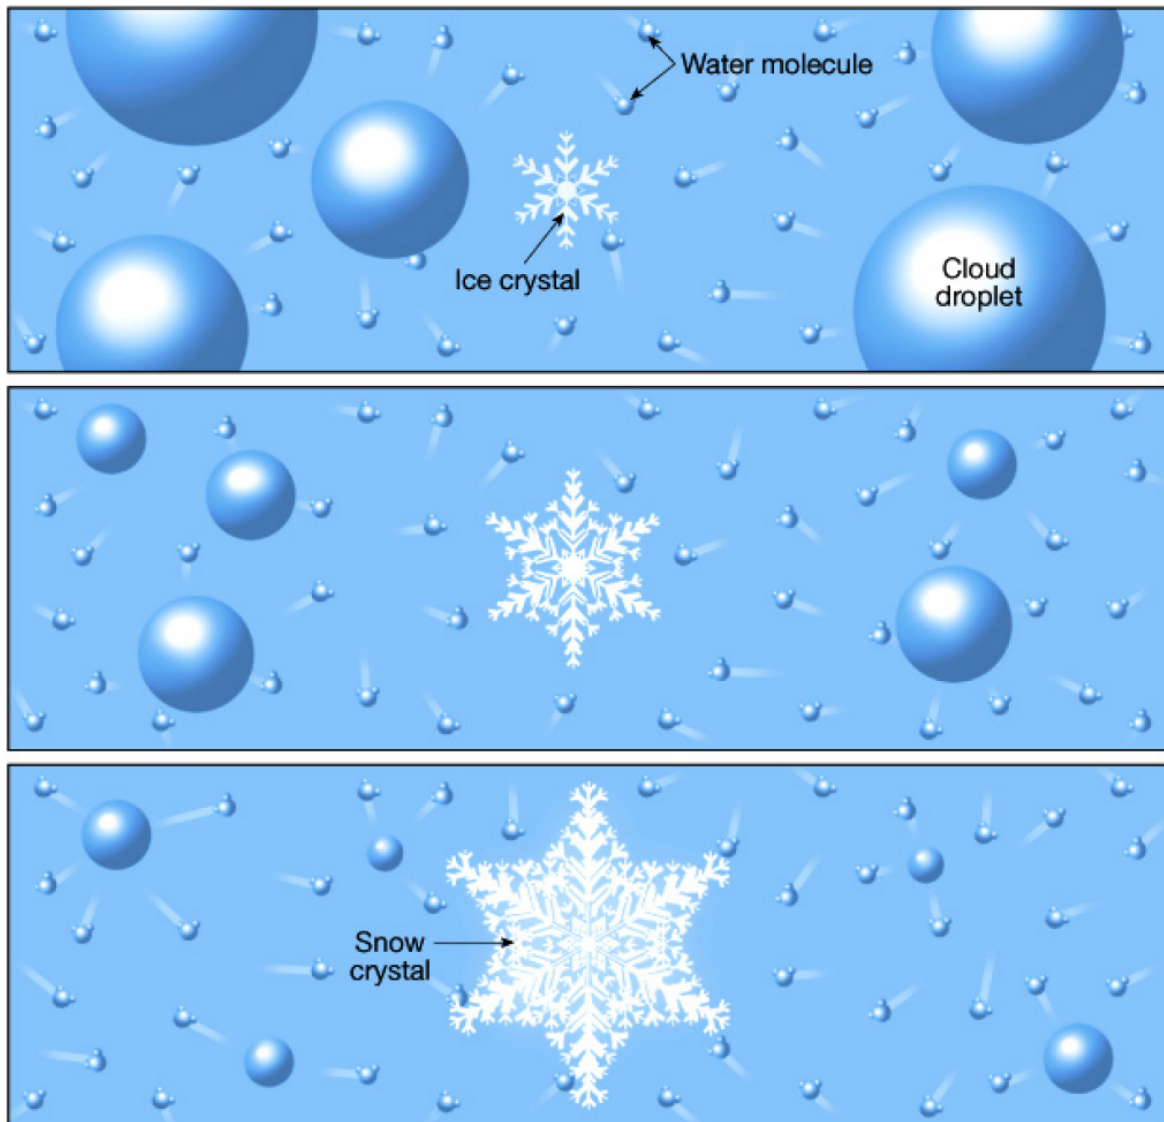 Water molecule
Ice crystal
Cloud
droplet
Snow
crystal